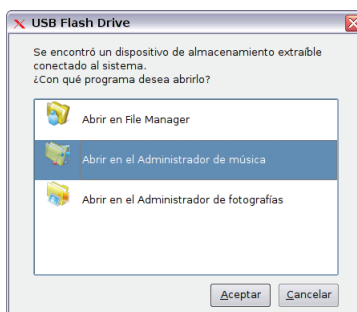 USB Flash Drive
Se encontró un dispositivo de almacenamiento extraíble
conectado al sistema.
¿Con qué programa desea abrirlo?
Abrir en File Manager
Abrir en el Administrador de música
Abrir en el Administrador de fotografías
Aceptar
Cancelar